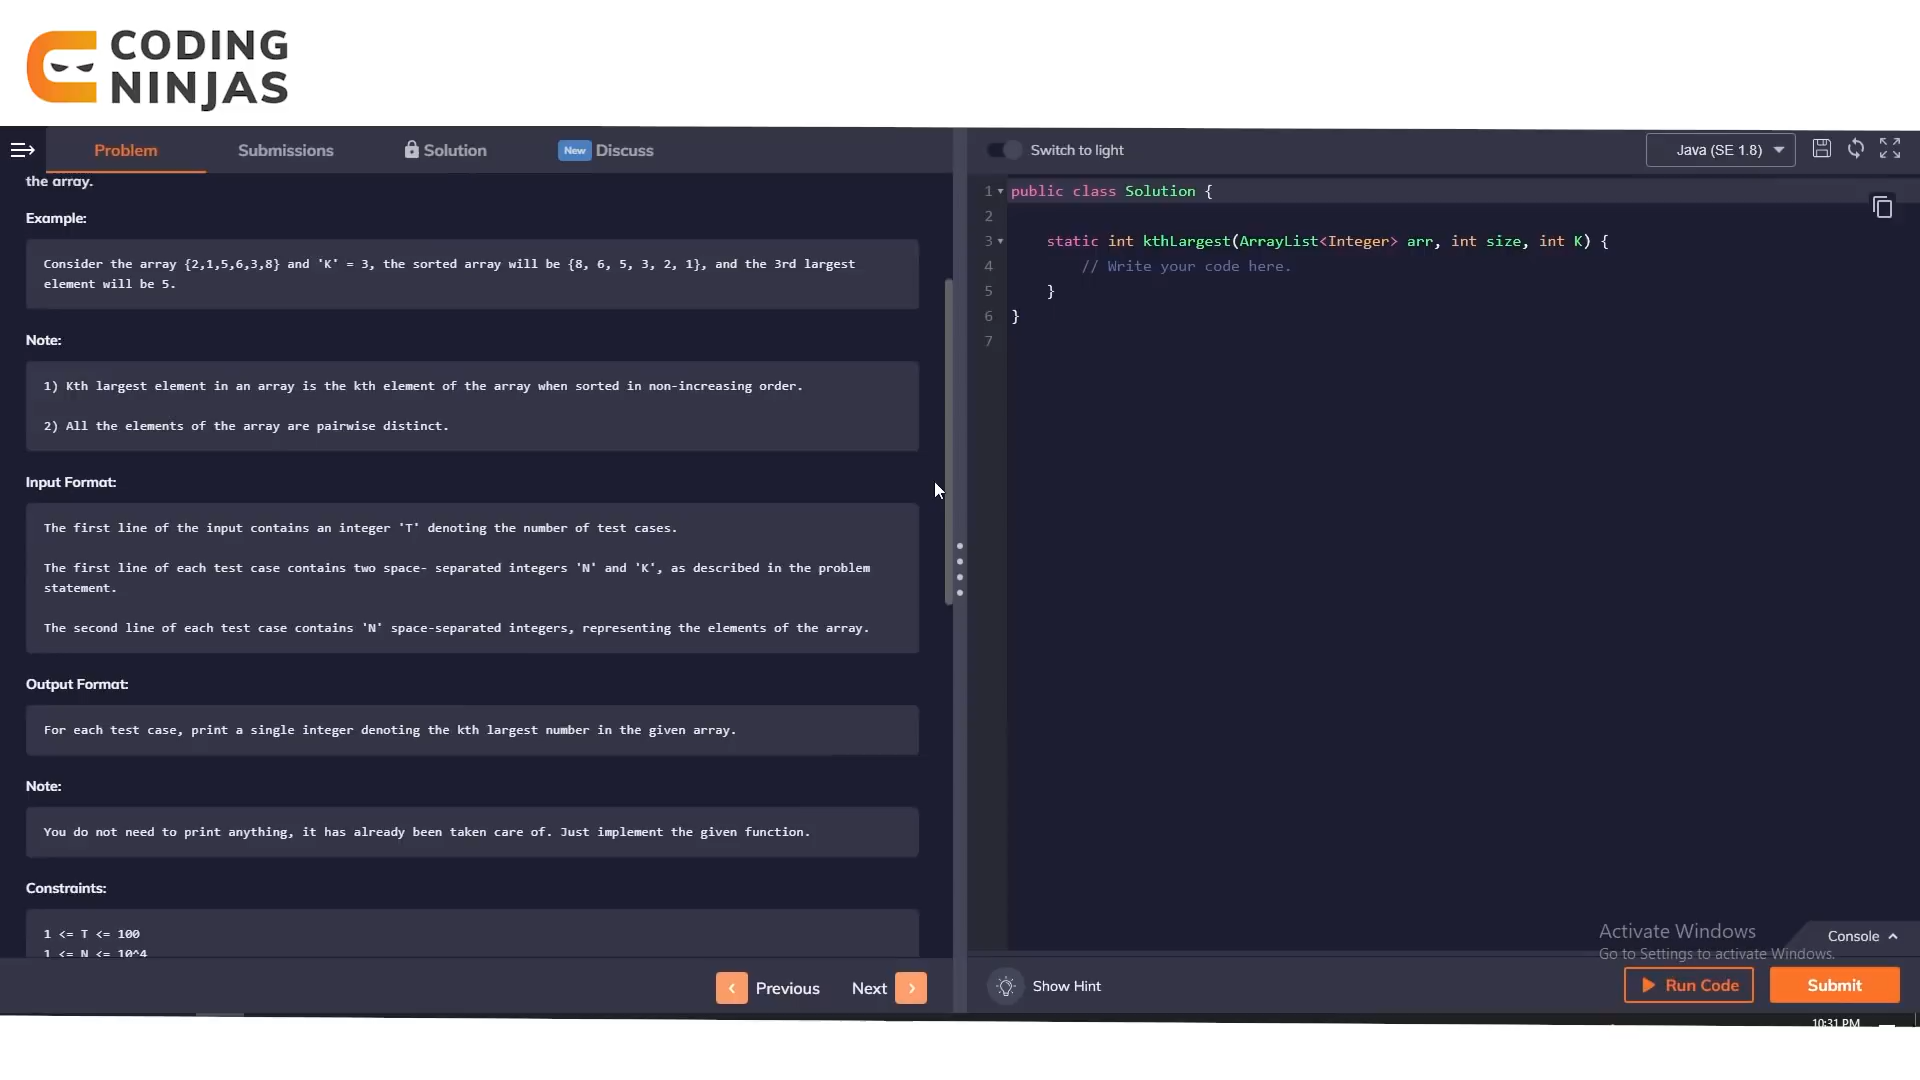 CODING
NINJAS
Problem
Submissions
Solution
New Discuss
Switch to light
Java (SE 1.8)
the array.
Example:
Consider the array {2,1,5,6,3,8} and 'K' = 3, the sorted array will be {8, 6, 5, 3, 2, 1}, and the 3rd largest
element will be 5.
Note:
1) Kth largest element in an array is the kth element of the array when sorted in non-increasing order.
2) All the elements of the array are pairwise distinct.
Input Format:
The first line of the input contains an integer 'T' denoting the number of test cases.
The first line of each test case contains two space- separated integers 'N' and 'K', as described in the problem
statement.
The second line of each test case contains 'N' space-separated integers, representing the elements of the array.
Output Format:
For each test case, print a single integer denoting the kth largest number in the given array.
Note:
You do not need to print anything, it has already been taken care of. Just implement the given function.
Constraints:
1 <= T <= 100
1 <= N <= 10^4
Previous
Next
1 public class Solution {
2
3 static int kthLargest(ArrayList<Integer> arr, int size, int K) {
4 // Write your code here.
5 }
6 }
7
Activate Windows
Go to Settings to activate Windows.
Console
Show Hint
Run Code
Submit
10:31 PM